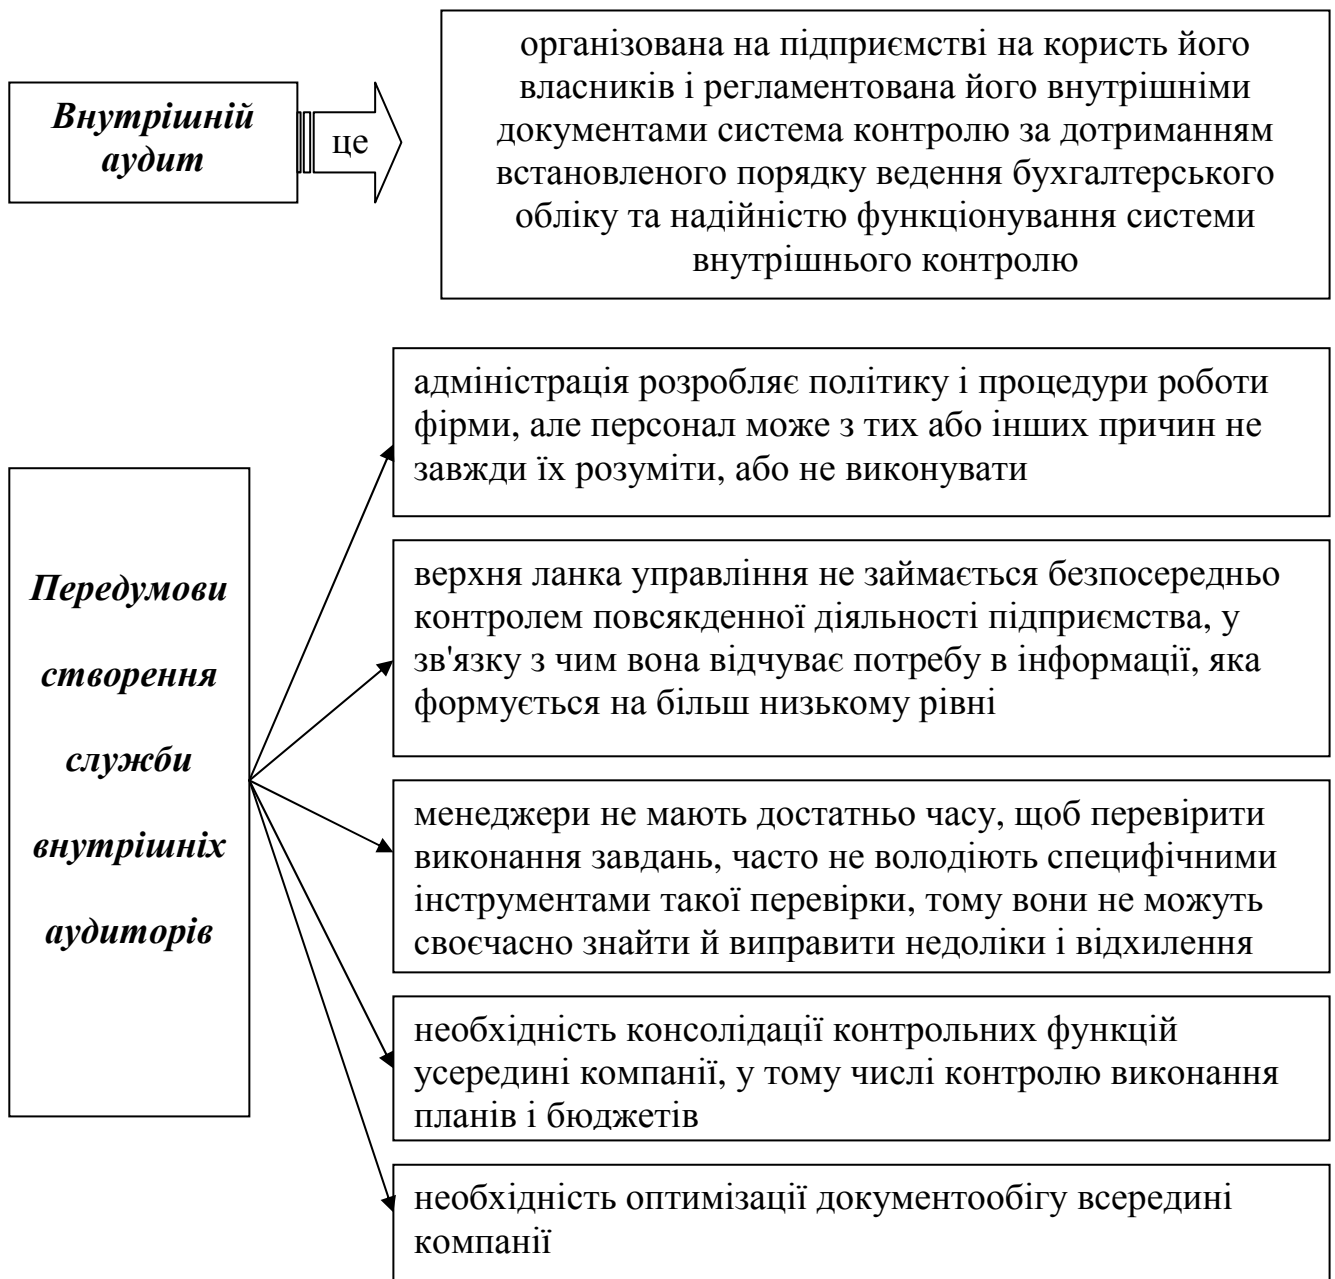 Внутрішній
аудит
це
організована на підприємстві на користь його
власників і регламентована його внутрішніми
документами система контролю за дотриманням
встановленого порядку ведення бухгалтерського
обліку та надійністю функціонування системи
внутрішнього контролю
Передумови
створення
служби
внутрішніх
аудиторів
адміністрація розробляє політику і процедури роботи
фірми, але персонал може з тих або інших причин не
завжди їх розуміти, або не виконувати
верхня ланка управління не займається безпосередньо
контролем повсякденної діяльності підприємства, у
зв'язку з чим вона відчуває потребу в інформації, яка
формується на більш низькому рівні
менеджери не мають достатньо часу, щоб перевірити
виконання завдань, часто не володіють специфічними
інструментами такої перевірки, тому вони не можуть
своєчасно знайти й виправити недоліки і відхилення
необхідність консолідації контрольних функцій
усередині компанії, у тому числі контролю виконання
планів і бюджетів
необхідність оптимізації документообігу всередині
компанії